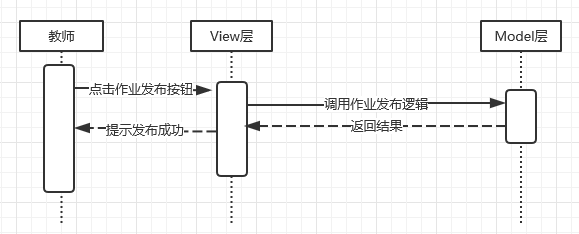 教师
View层
Model层
点击作业发布按钮
调用作业发布逻辑
返回结果
提示发布成功